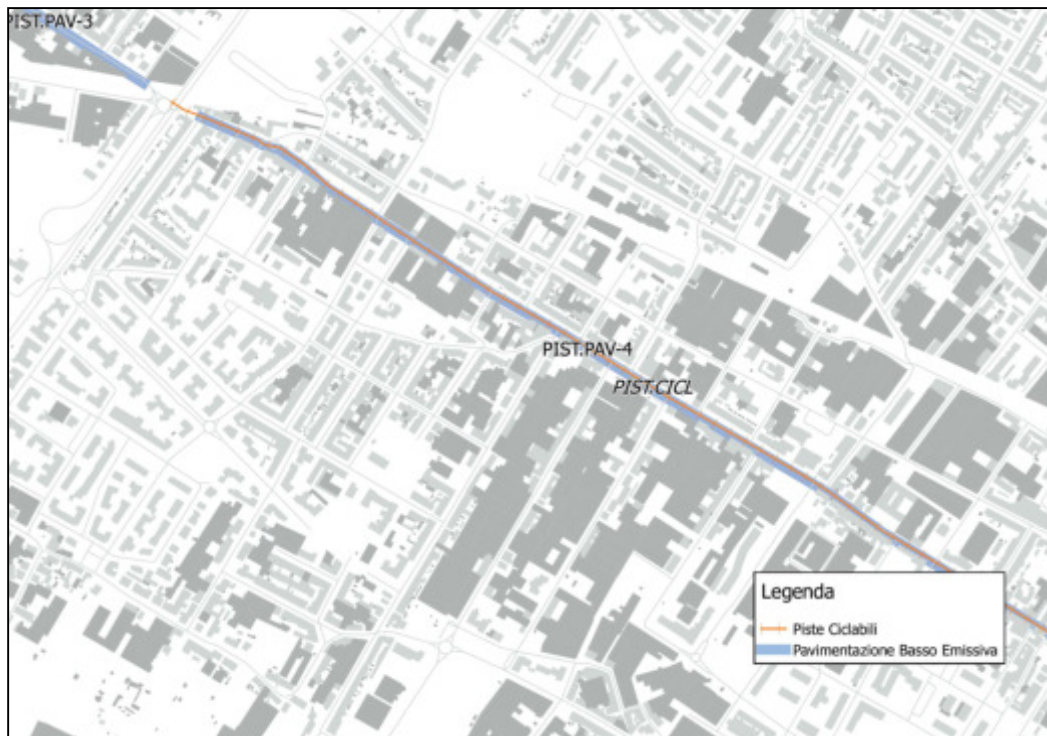 PIST.PAV-3
PIST.PAV-4
PIST.CICL
Legenda
Piste Ciclabili
Pavimentazione Basso Emissiva